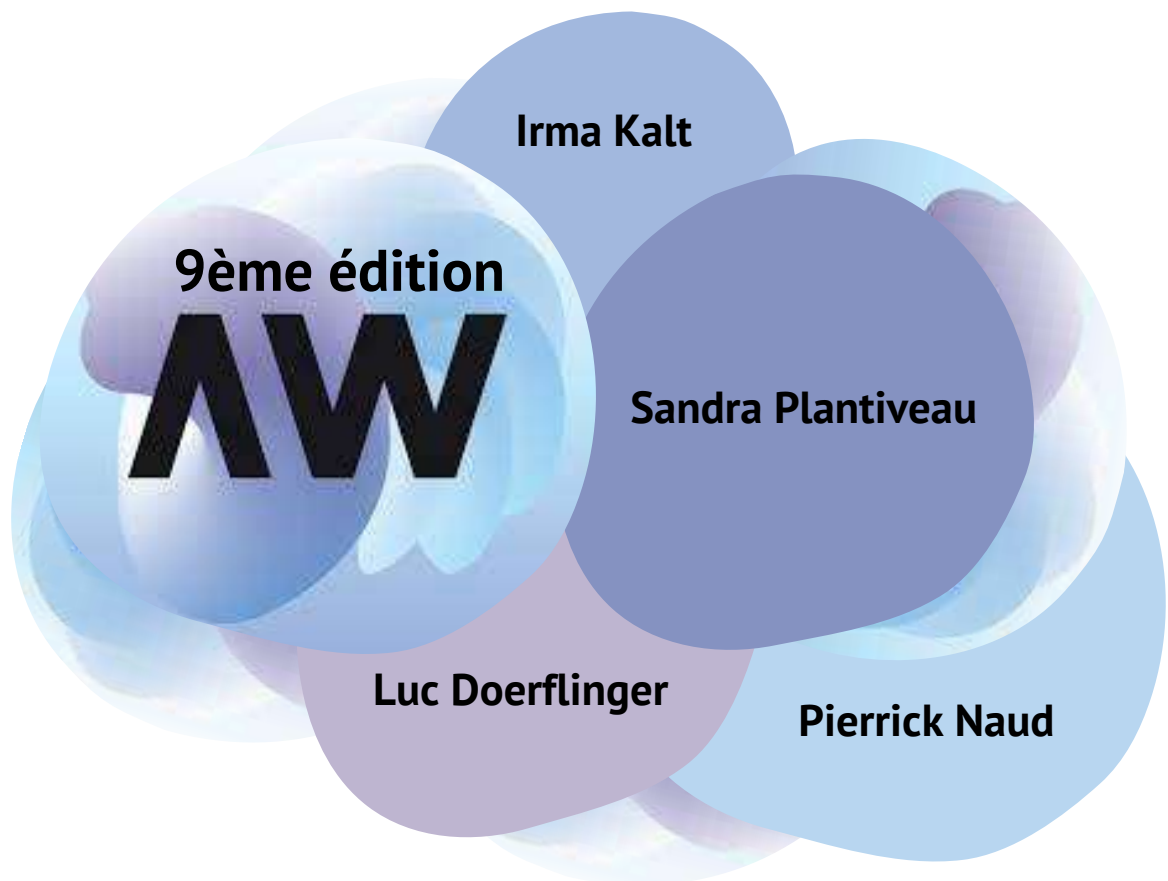 Irma Kalt
9ème édition
AW
Sandra Plantiveau
Luc Doerflinger
Pierrick Naud